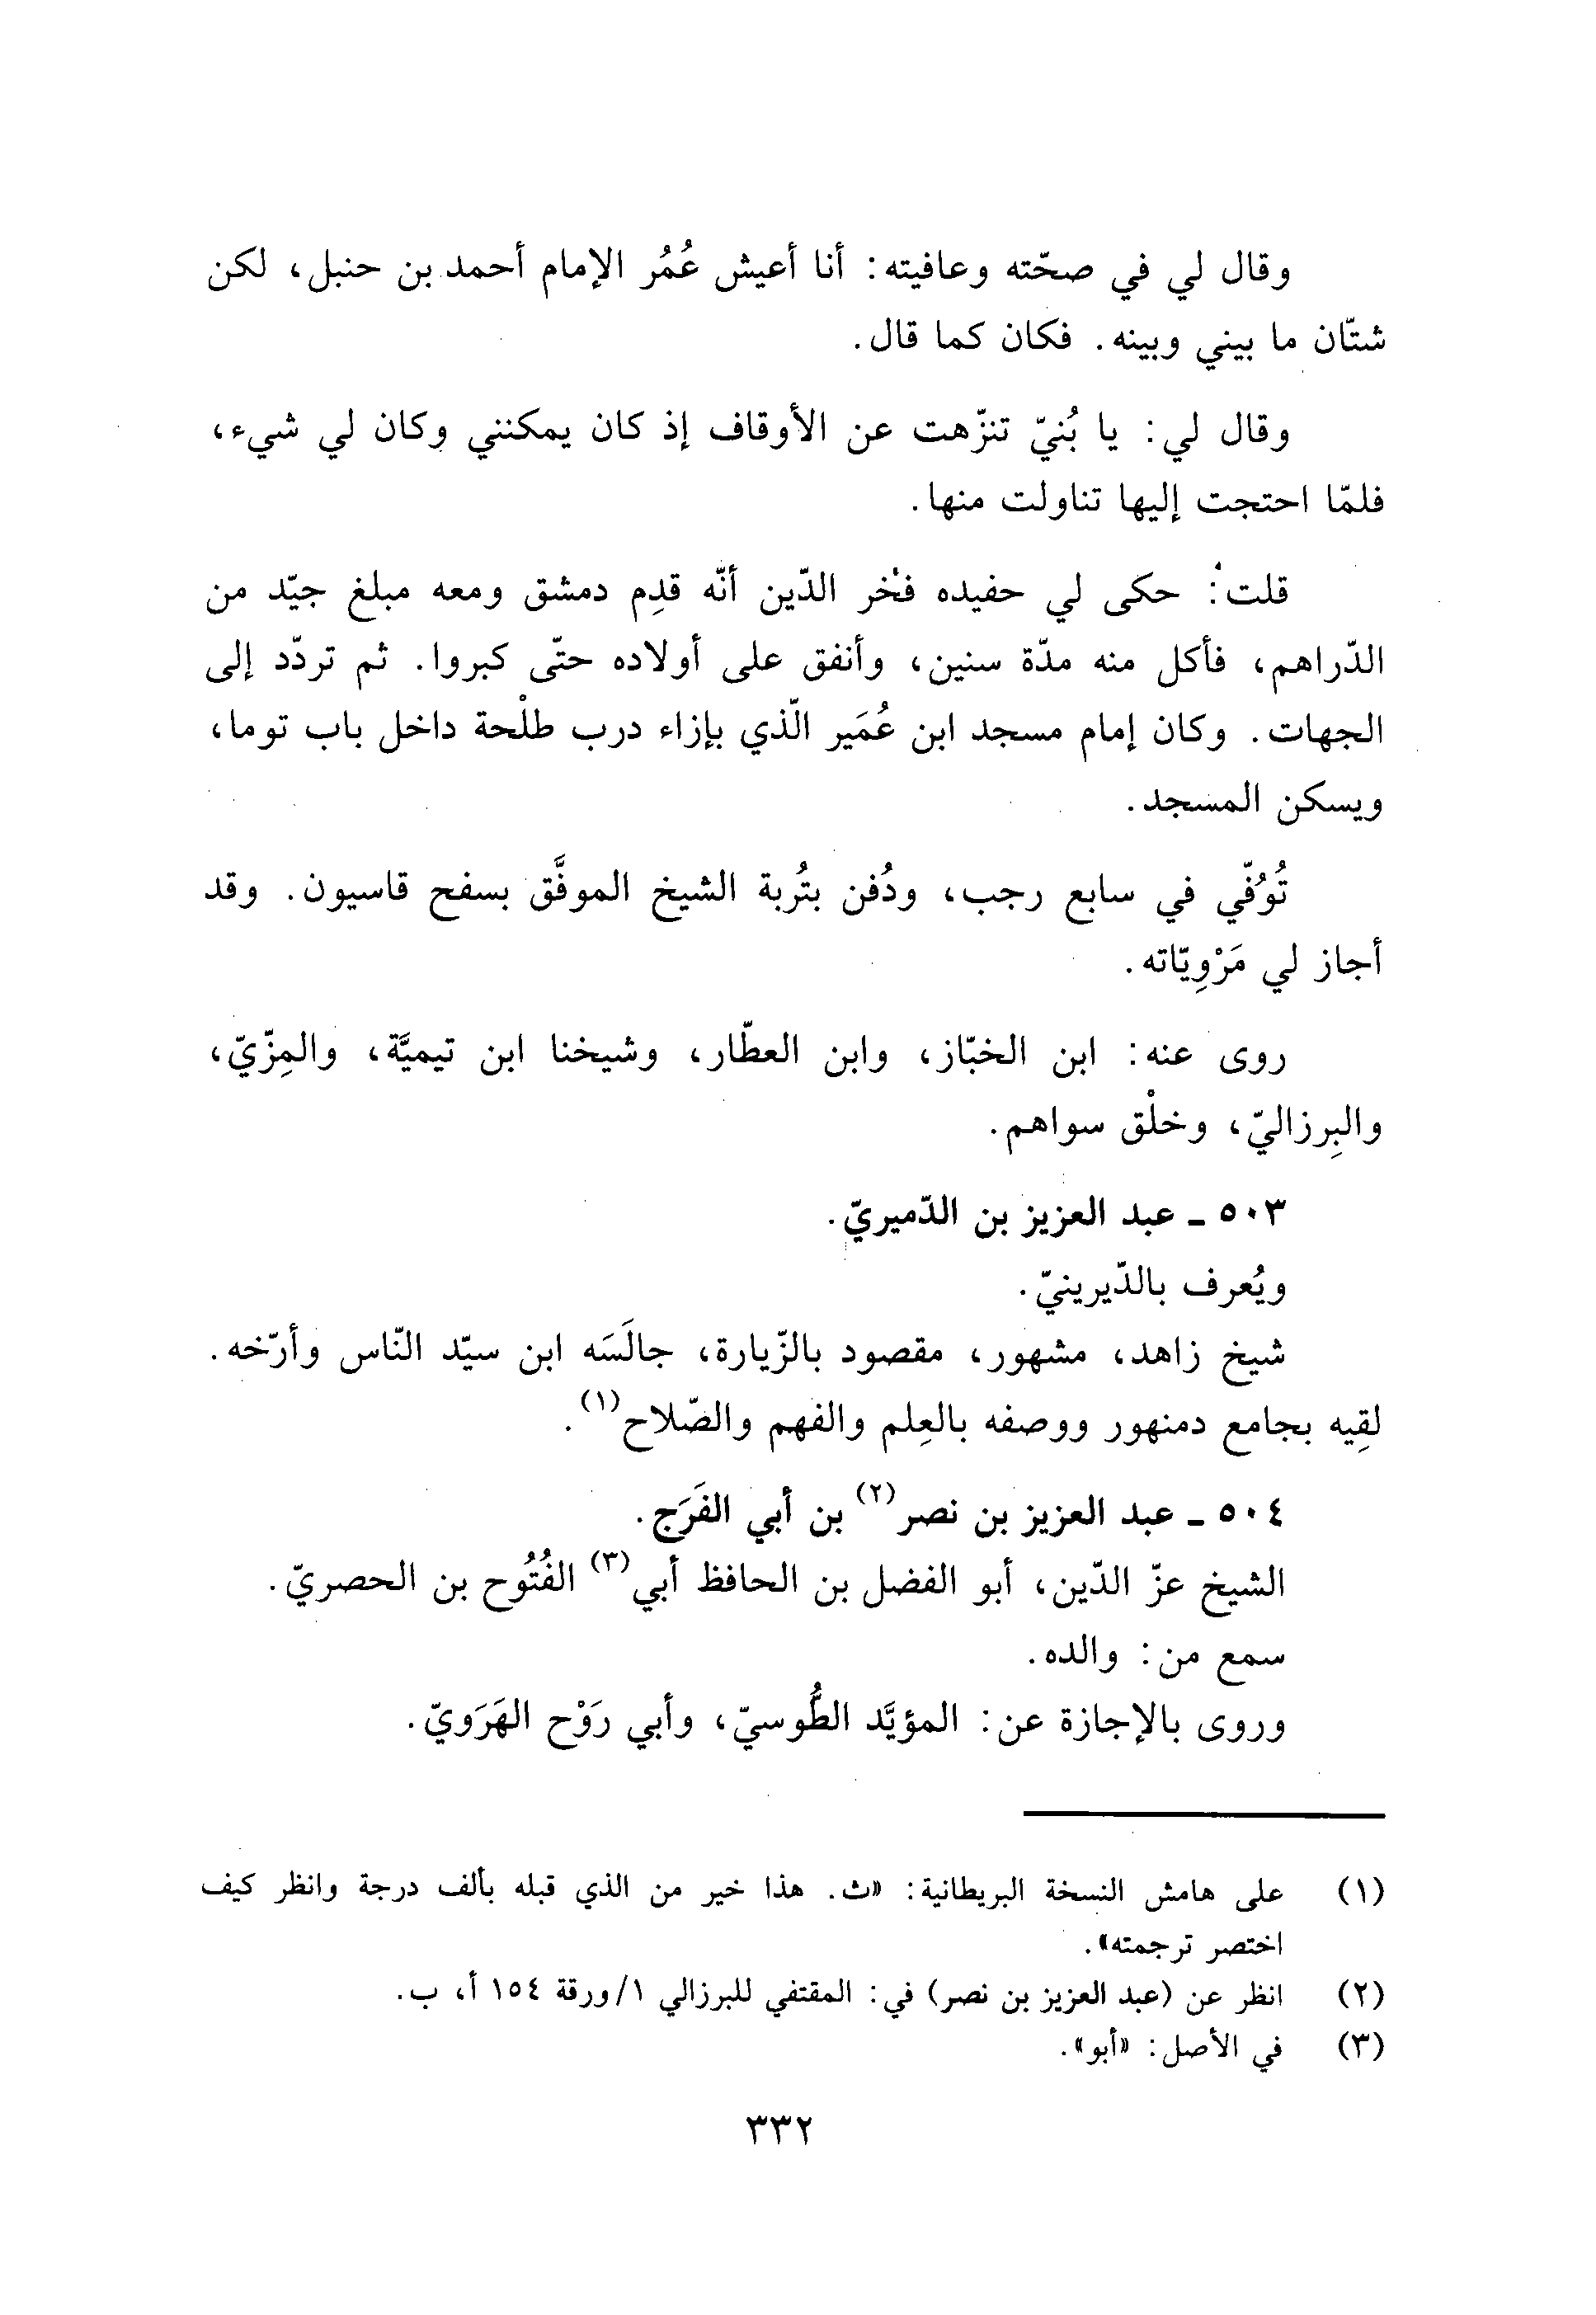 وقال لي في صحّته وعافيته: أنا أعيش عُمُر الإمام أحمد بن حنبل، لكن
شتّان ما بيني وبينه. فكان كما قال.
وقال لي: يا بُنيّ تنزّهت عن الأوقاف إذ كان يمكنني وكان لي شيء،
فلمّا احتجت إليها تناولت منها.
قلت: حكى لي حفيده فخر الدّين أنّه قدِم دمشق ومعه مبلغ جيّد من
الدّراهم، فأكل منه مدّة سنين، وأنفق على أولاده حتّى كبروا. ثم تردّد إلى
الجهات. وكان إمام مسجد ابن عُمَير الّذي بإزاء درب طلْحة داخل باب توما،
ويسكن المسجد.
تُوُفّي في سابع رجب، ودُفن بتُربة الشيخ الموفَّق بسفح قاسيون. وقد
أجاز لي مَرْوِيّاته.
روى عنه: ابن الخبّاز، وابن العطّار، وشيخنا ابن تيميَّة، والمِزّيّ،
والبِرزاليّ، وخلْق سواهم.
٥٠٣ - عبد العزيز بن الدّميريّ.
ويُعرف بالدّيرينيّ.
شيخ زاهد، مشهور، مقصود بالزّيارة، جالَسَه ابن سيّد النّاس وأرّخه.
لقِيه بجامع دمنهور ووصفه بالعِلم والفهم والصّلاح(١).
٥٠٤ - عبد العزيز بن نصر(٢) بن أبي الفَرَج.
الشيخ عزّ الدّين، أبو الفضل بن الحافظ أبي(٣) الفُتُوح بن الحصريّ.
سمع من: والده.
وروى بالإجازة عن: المؤيَّد الطُّوسيّ، وأبي رَوْح الهَرَويّ.
(١) على هامش النسخة البريطانية: «ث. هذا خير من الذي قبله بألف درجة وانظر كيف
اختصر ترجمته».
(٢) انظر عن (عبد العزيز بن نصر) في: المقتفي للبرزالي ١/ورقة ١٥٤ أ، ب.
(٣) في الأصل: «أبو».
٣٣٢